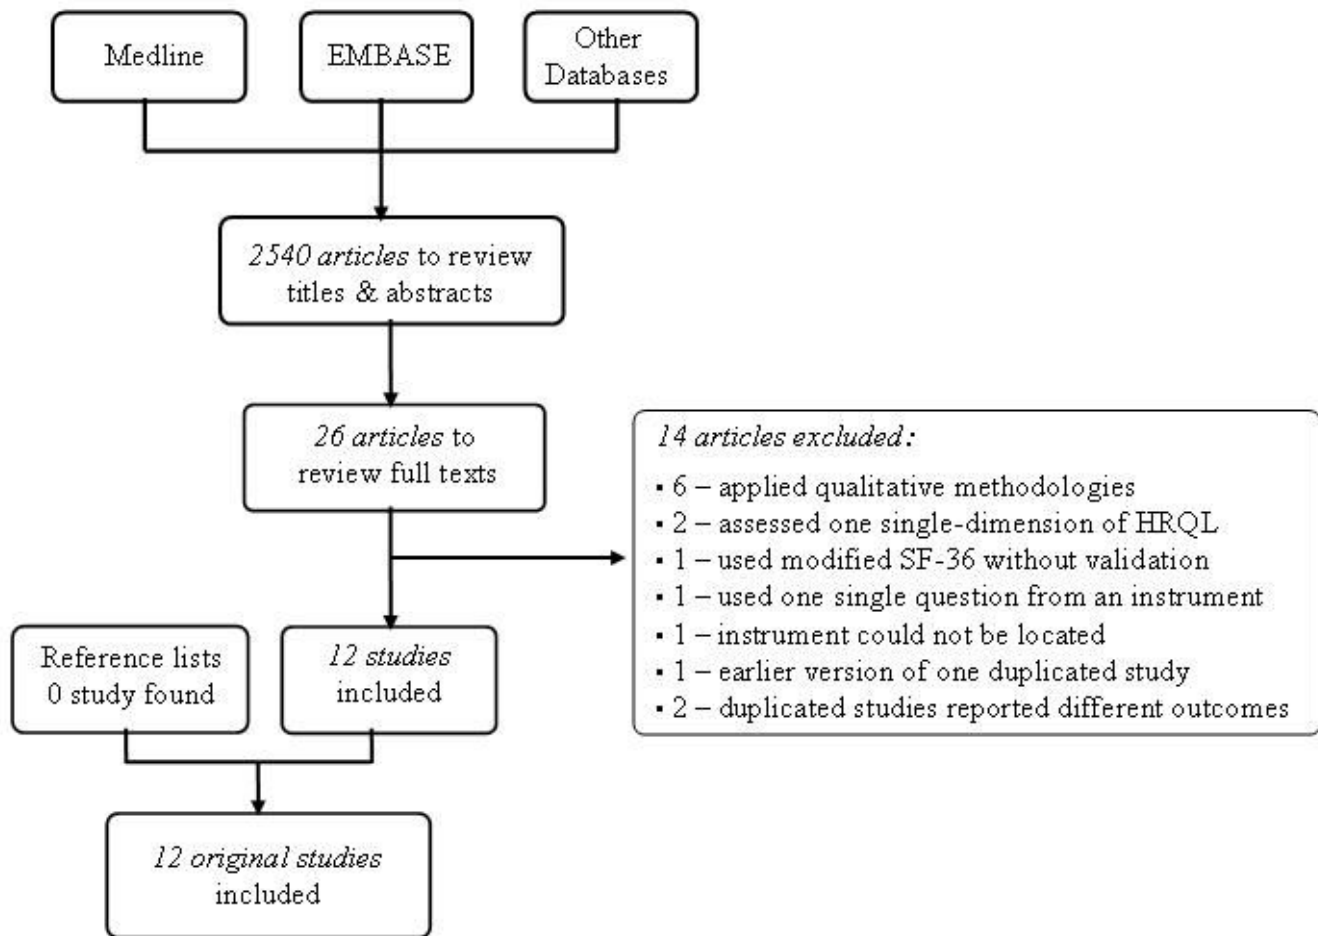 Medline
EMBASE
Other
Databases
2540 articles to review
titles & abstracts
26 articles to
review full texts
14 articles excluded:
▪ 6 – applied qualitative methodologies
▪ 2 – assessed one single-dimension of HRQL
▪ 1 – used modified SF-36 without validation
▪ 1 – used one single question from an instrument
▪ 1 – instrument could not be located
▪ 1 – earlier version of one duplicated study
▪ 2 – duplicated studies reported different outcomes
Reference lists
0 study found
12 studies
included
12 original studies
included